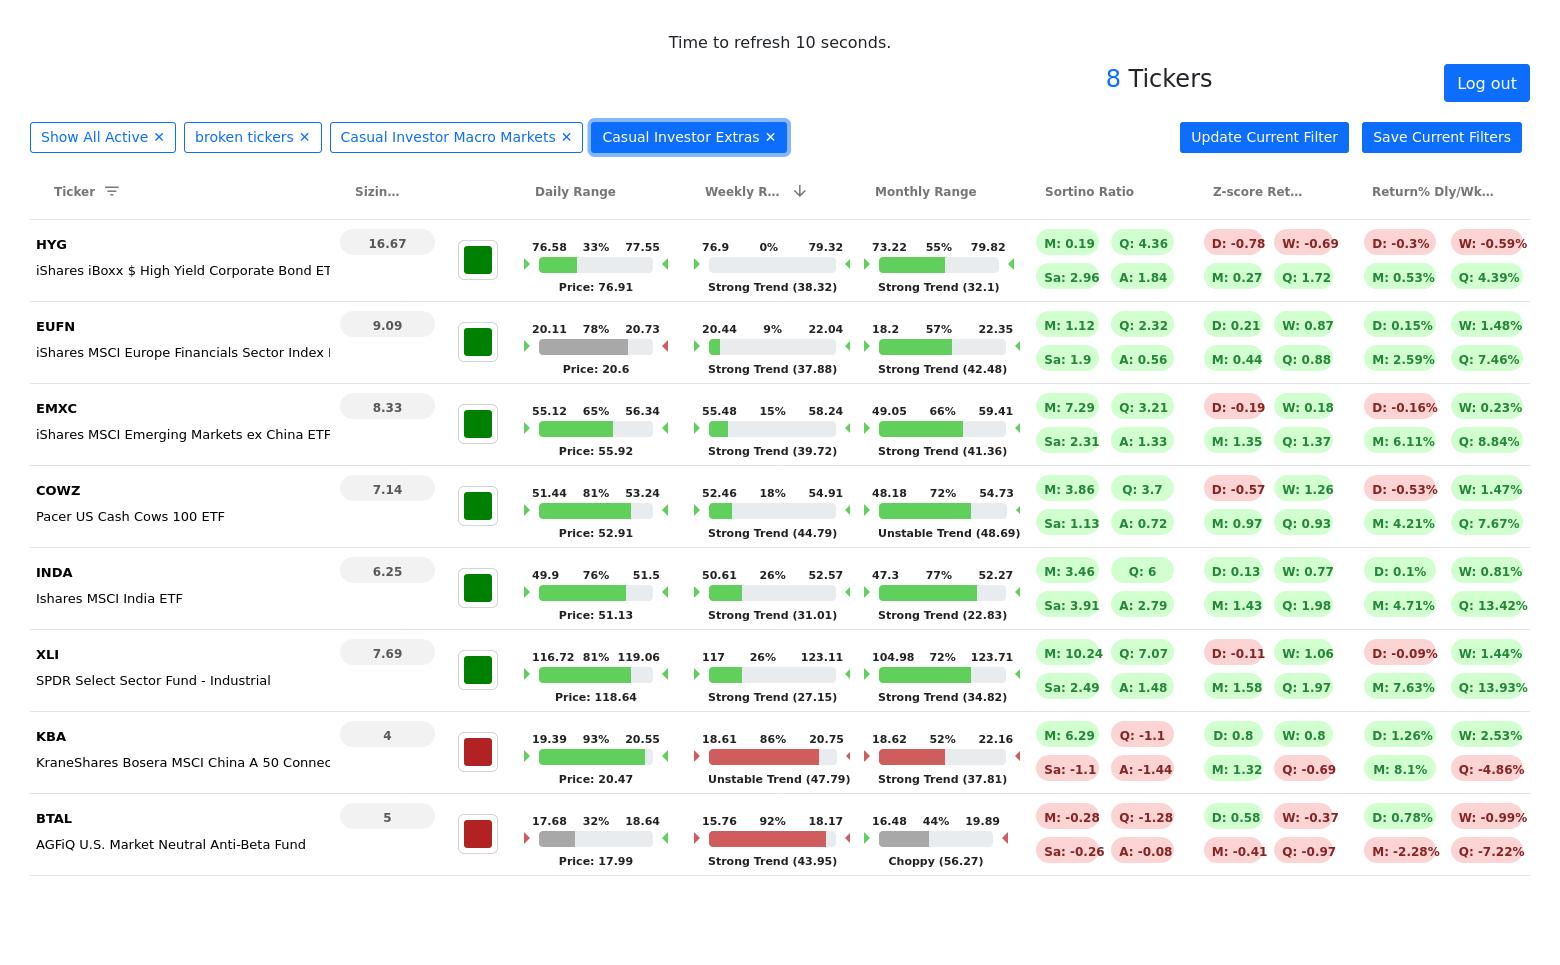 Time to refresh 10 seconds.
8 Tickers
Log out
Show All Active ✕ broken tickers ✕ Casual Investor Macro Markets ✕ Casual Investor Extras ✕ Update Current Filter Save Current Filters
Ticker Sizin… Daily Range Weekly R… Monthly Range Sortino Ratio Z-score Ret… Return% Dly/Wk…
HYG 16.67 76.58 33% 77.55 76.9 0% 79.32 73.22 55% 79.82 M: 0.19 Q: 4.36 D: -0.78 W: -0.69 D: -0.3% W: -0.59%
iShares iBoxx $ High Yield Corporate Bond ET Price: 76.91 Strong Trend (38.32) Strong Trend (32.1) Sa: 2.96 A: 1.84 M: 0.27 Q: 1.72 M: 0.53% Q: 4.39%
EUFN 9.09 20.11 78% 20.73 20.44 9% 22.04 18.2 57% 22.35 M: 1.12 Q: 2.32 D: 0.21 W: 0.87 D: 0.15% W: 1.48%
iShares MSCI Europe Financials Sector Index Price: 20.6 Strong Trend (37.88) Strong Trend (42.48) Sa: 1.9 A: 0.56 M: 0.44 Q: 0.88 M: 2.59% Q: 7.46%
EMXC 8.33 55.12 65% 56.34 55.48 15% 58.24 49.05 66% 59.41 M: 7.29 Q: 3.21 D: -0.19 W: 0.18 D: -0.16% W: 0.23%
iShares MSCI Emerging Markets ex China ETF Price: 55.92 Strong Trend (39.72) Strong Trend (41.36) Sa: 2.31 A: 1.33 M: 1.35 Q: 1.37 M: 6.11% Q: 8.84%
COWZ 7.14 51.44 81% 53.24 52.46 18% 54.91 48.18 72% 54.73 M: 3.86 Q: 3.7 D: -0.57 W: 1.26 D: -0.53% W: 1.47%
Pacer US Cash Cows 100 ETF Price: 52.91 Strong Trend (44.79) Unstable Trend (48.69) Sa: 1.13 A: 0.72 M: 0.97 Q: 0.93 M: 4.21% Q: 7.67%
INDA 6.25 49.9 76% 51.5 50.61 26% 52.57 47.3 77% 52.27 M: 3.46 Q: 6 D: 0.13 W: 0.77 D: 0.1% W: 0.81%
Ishares MSCI India ETF Price: 51.13 Strong Trend (31.01) Strong Trend (22.83) Sa: 3.91 A: 2.79 M: 1.43 Q: 1.98 M: 4.71% Q: 13.42%
XLI 7.69 116.72 81% 119.06 117 26% 123.11 104.98 72% 123.71 M: 10.24 Q: 7.07 D: -0.11 W: 1.06 D: -0.09% W: 1.44%
SPDR Select Sector Fund - Industrial Price: 118.64 Strong Trend (27.15) Strong Trend (34.82) Sa: 2.49 A: 1.48 M: 1.58 Q: 1.97 M: 7.63% Q: 13.93%
KBA 4 19.39 93% 20.55 18.61 86% 20.75 18.62 52% 22.16 M: 6.29 Q: -1.1 D: 0.8 W: 0.8 D: 1.26% W: 2.53%
KraneShares Bosera MSCI China A 50 Connec Price: 20.47 Unstable Trend (47.79) Strong Trend (37.81) Sa: -1.1 A: -1.44 M: 1.32 Q: -0.69 M: 8.1% Q: -4.86%
BTAL 5 17.68 32% 18.64 15.76 92% 18.17 16.48 44% 19.89 M: -0.28 Q: -1.28 D: 0.58 W: -0.37 D: 0.78% W: -0.99%
AGFiQ U.S. Market Neutral Anti-Beta Fund Price: 17.99 Strong Trend (43.95) Choppy (56.27) Sa: -0.26 A: -0.08 M: -0.41 Q: -0.97 M: -2.28% Q: -7.22%